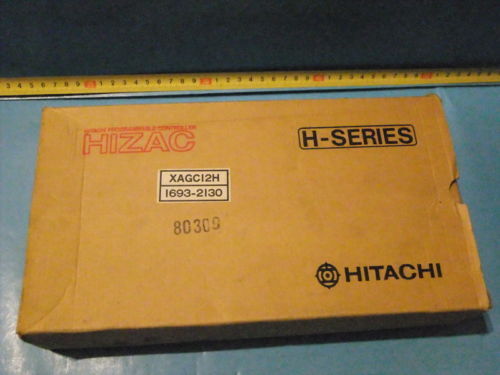 HITACHI PROGRAMMABLE CONTROLLER
HIZAC
H-SERIES
XAGC12H
1693-2130
80309
HITACHI